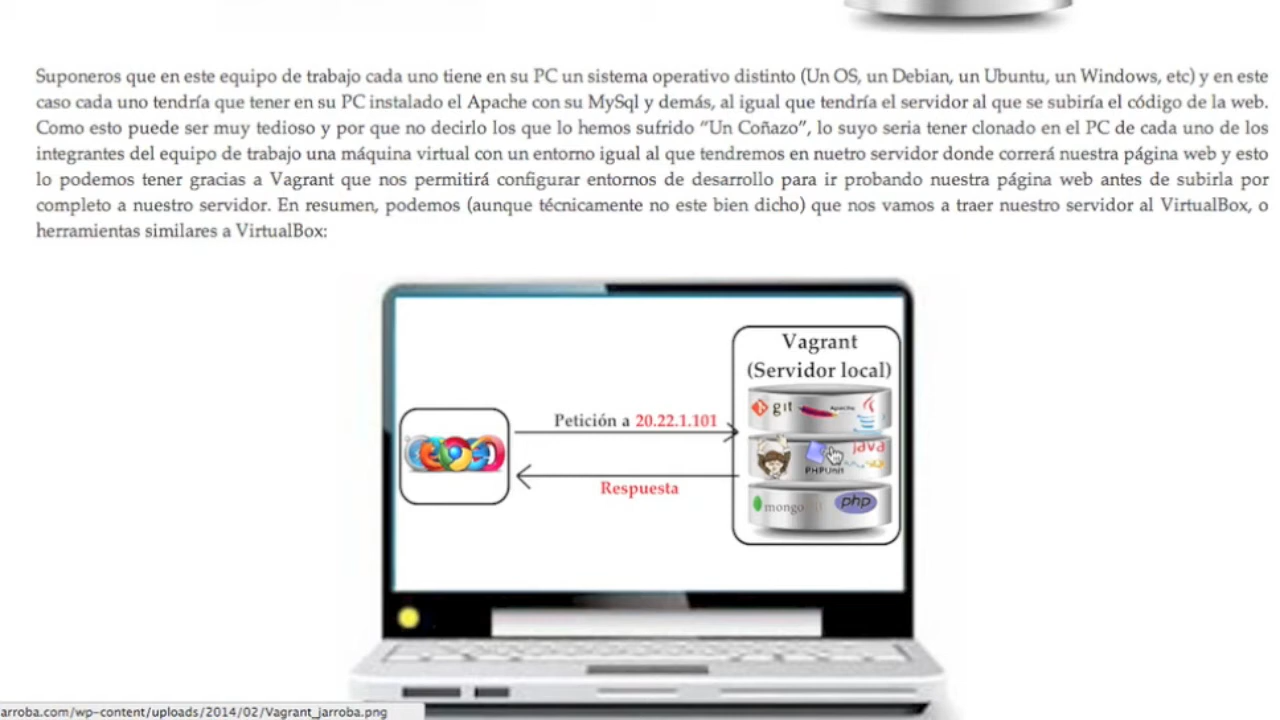 Suponeros que en este equipo de trabajo cada uno tiene en su PC un sistema operativo distinto (Un OS, un Debian, un Ubuntu, un Windows, etc) y en este
caso cada uno tendría que tener en su PC instalado el Apache con su MySql y demás, al igual que tendría el servidor al que se subiría el código de la web.
Como esto puede ser muy tedioso y por que no decirlo los que lo hemos sufrido “Un Coñazo”, lo suyo seria tener clonado en el PC de cada uno de los
integrantes del equipo de trabajo una máquina virtual con un entorno igual al que tendremos en nuetro servidor donde correrá nuestra página web y esto
lo podemos tener gracias a Vagrant que nos permitirá configurar entornos de desarrollo para ir probando nuestra página web antes de subirla por
completo a nuestro servidor. En resumen, podemos (aunque técnicamente no este bien dicho) que nos vamos a traer nuestro servidor al VirtualBox, o
herramientas similares a VirtualBox:
Vagrant
(Servidor local)
git
Petición a 20.22.1.101
Java
PHPUnit
Respuesta
mongo
php
arroba.com/wp-content/uploads/2014/02/Vagrant_jarroba.png